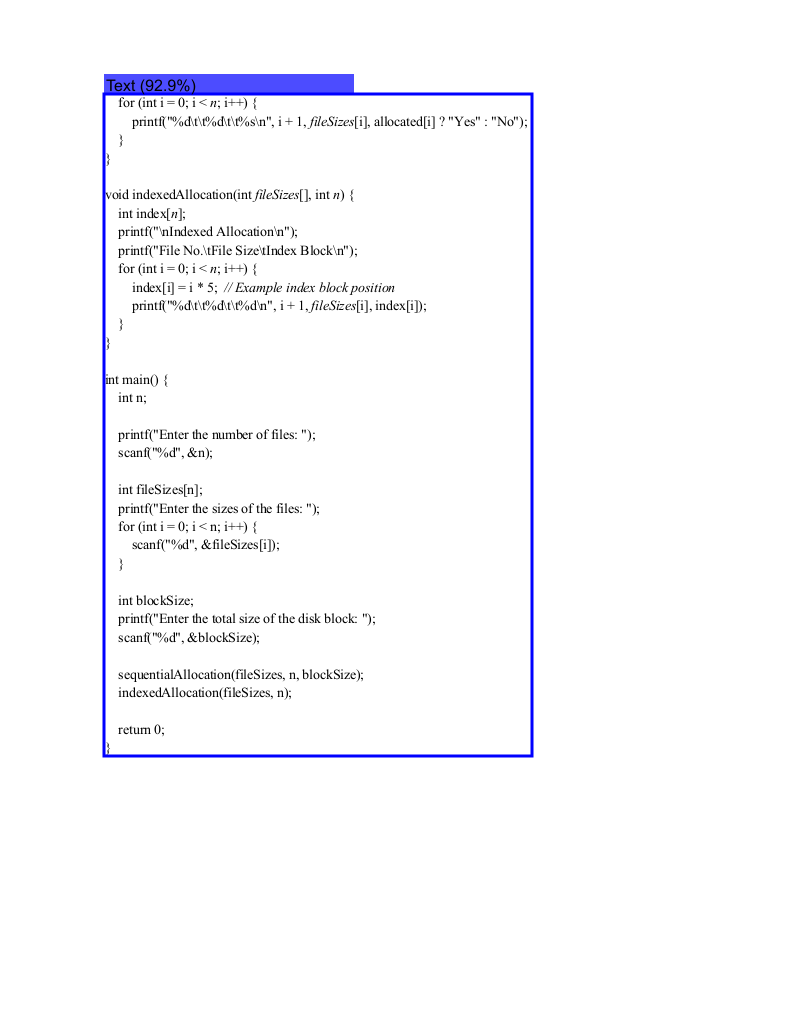 Text (92.9%)
for (int i = 0; i < n; i++) {
printf("%d\t\t%d\t\t%s\n", i + 1, fileSizes[i], allocated[i] ? "Yes" : "No");
}
}
void indexedAllocation(int fileSizes[], int n) {
int index[n];
printf("\nIndexed Allocation\n");
printf("File No.\tFile Size\tIndex Block\n");
for (int i = 0; i < n; i++) {
index[i] = i * 5;  // Example index block position
printf("%d\t\t%d\t\t%d\n", i + 1, fileSizes[i], index[i]);
}
}
int main() {
int n;
printf("Enter the number of files: ");
scanf("%d", &n);
int fileSizes[n];
printf("Enter the sizes of the files: ");
for (int i = 0; i < n; i++) {
scanf("%d", &fileSizes[i]);
}
int blockSize;
printf("Enter the total size of the disk block: ");
scanf("%d", &blockSize);
sequentialAllocation(fileSizes, n, blockSize);
indexedAllocation(fileSizes, n);
return 0;
}